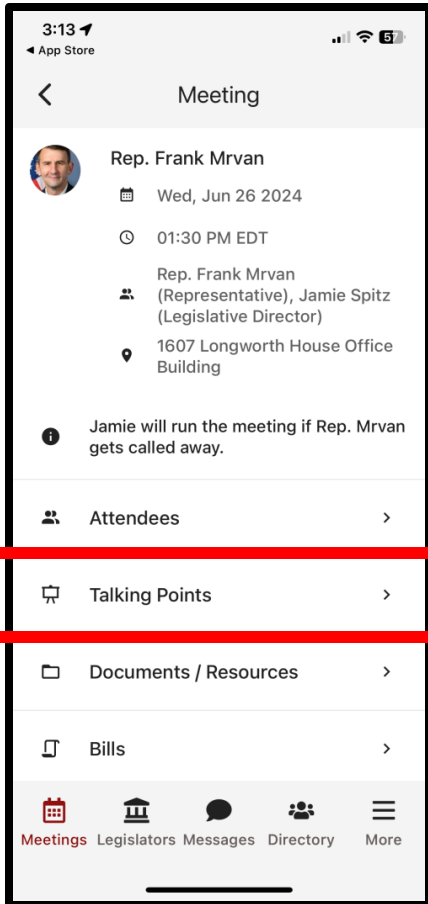 3:13
◄ App Store
57
Meeting
Rep. Frank Mrvan
Wed, Jun 26 2024
01:30 PM EDT
Rep. Frank Mrvan
(Representative), Jamie Spitz
(Legislative Director)
1607 Longworth House Office
Building
Jamie will run the meeting if Rep. Mrvan
gets called away.
Attendees
Talking Points
Documents / Resources
Bills
Meetings Legislators Messages Directory More